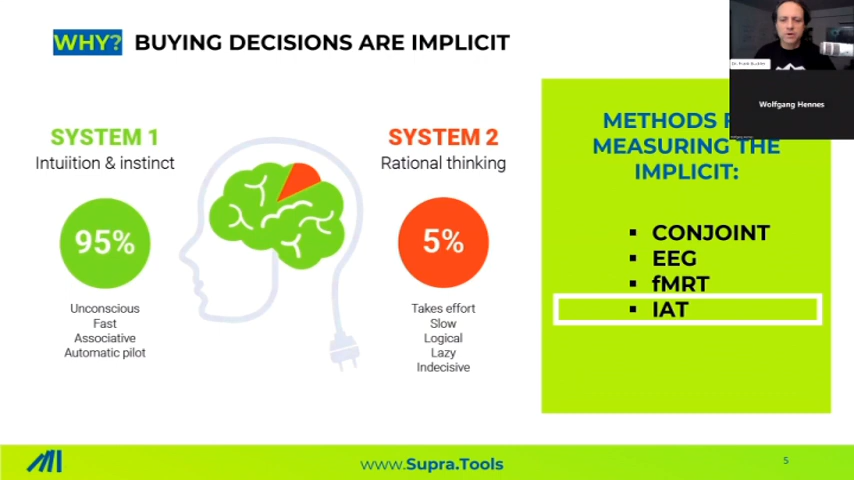 WHY? BUYING DECISIONS ARE IMPLICIT
SYSTEM 1
Intuiition & instinct
95%
Unconscious
Fast
Associative
Automatic pilot
SYSTEM 2
Rational thinking
5%
Takes effort
Slow
Logical
Lazy
Indecisive
METHODS
MEASURING THE
IMPLICIT:
▪ CONJOINT
▪ EEG
▪ fMRT
▪ IAT
Wolfgang Hennes
www.Supra.Tools
5